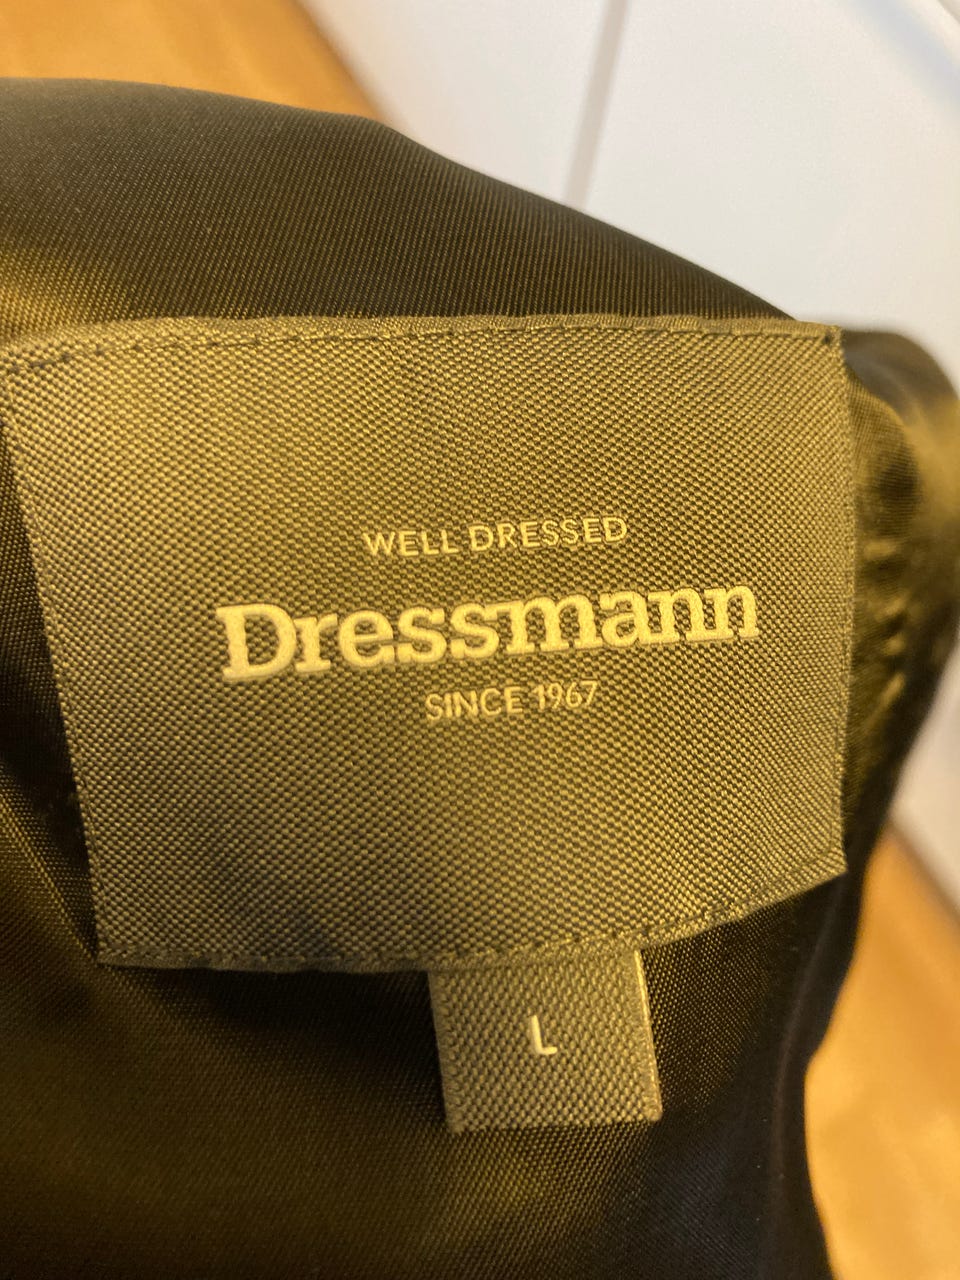 WELL DRESSED
Dressmann
SINCE 1967
L